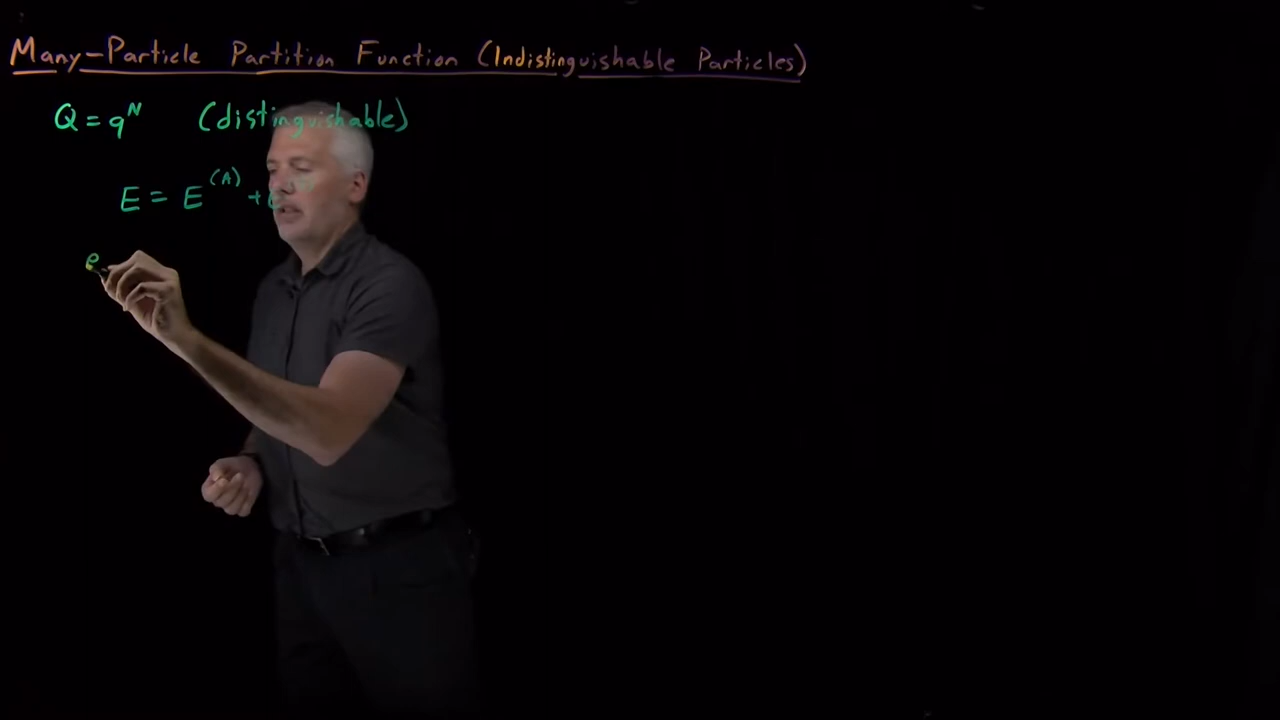 Many-Particle Partition Function (Indistinguishable Particles)
Q = q^N (distinguishable)
E = E^(A) +
e